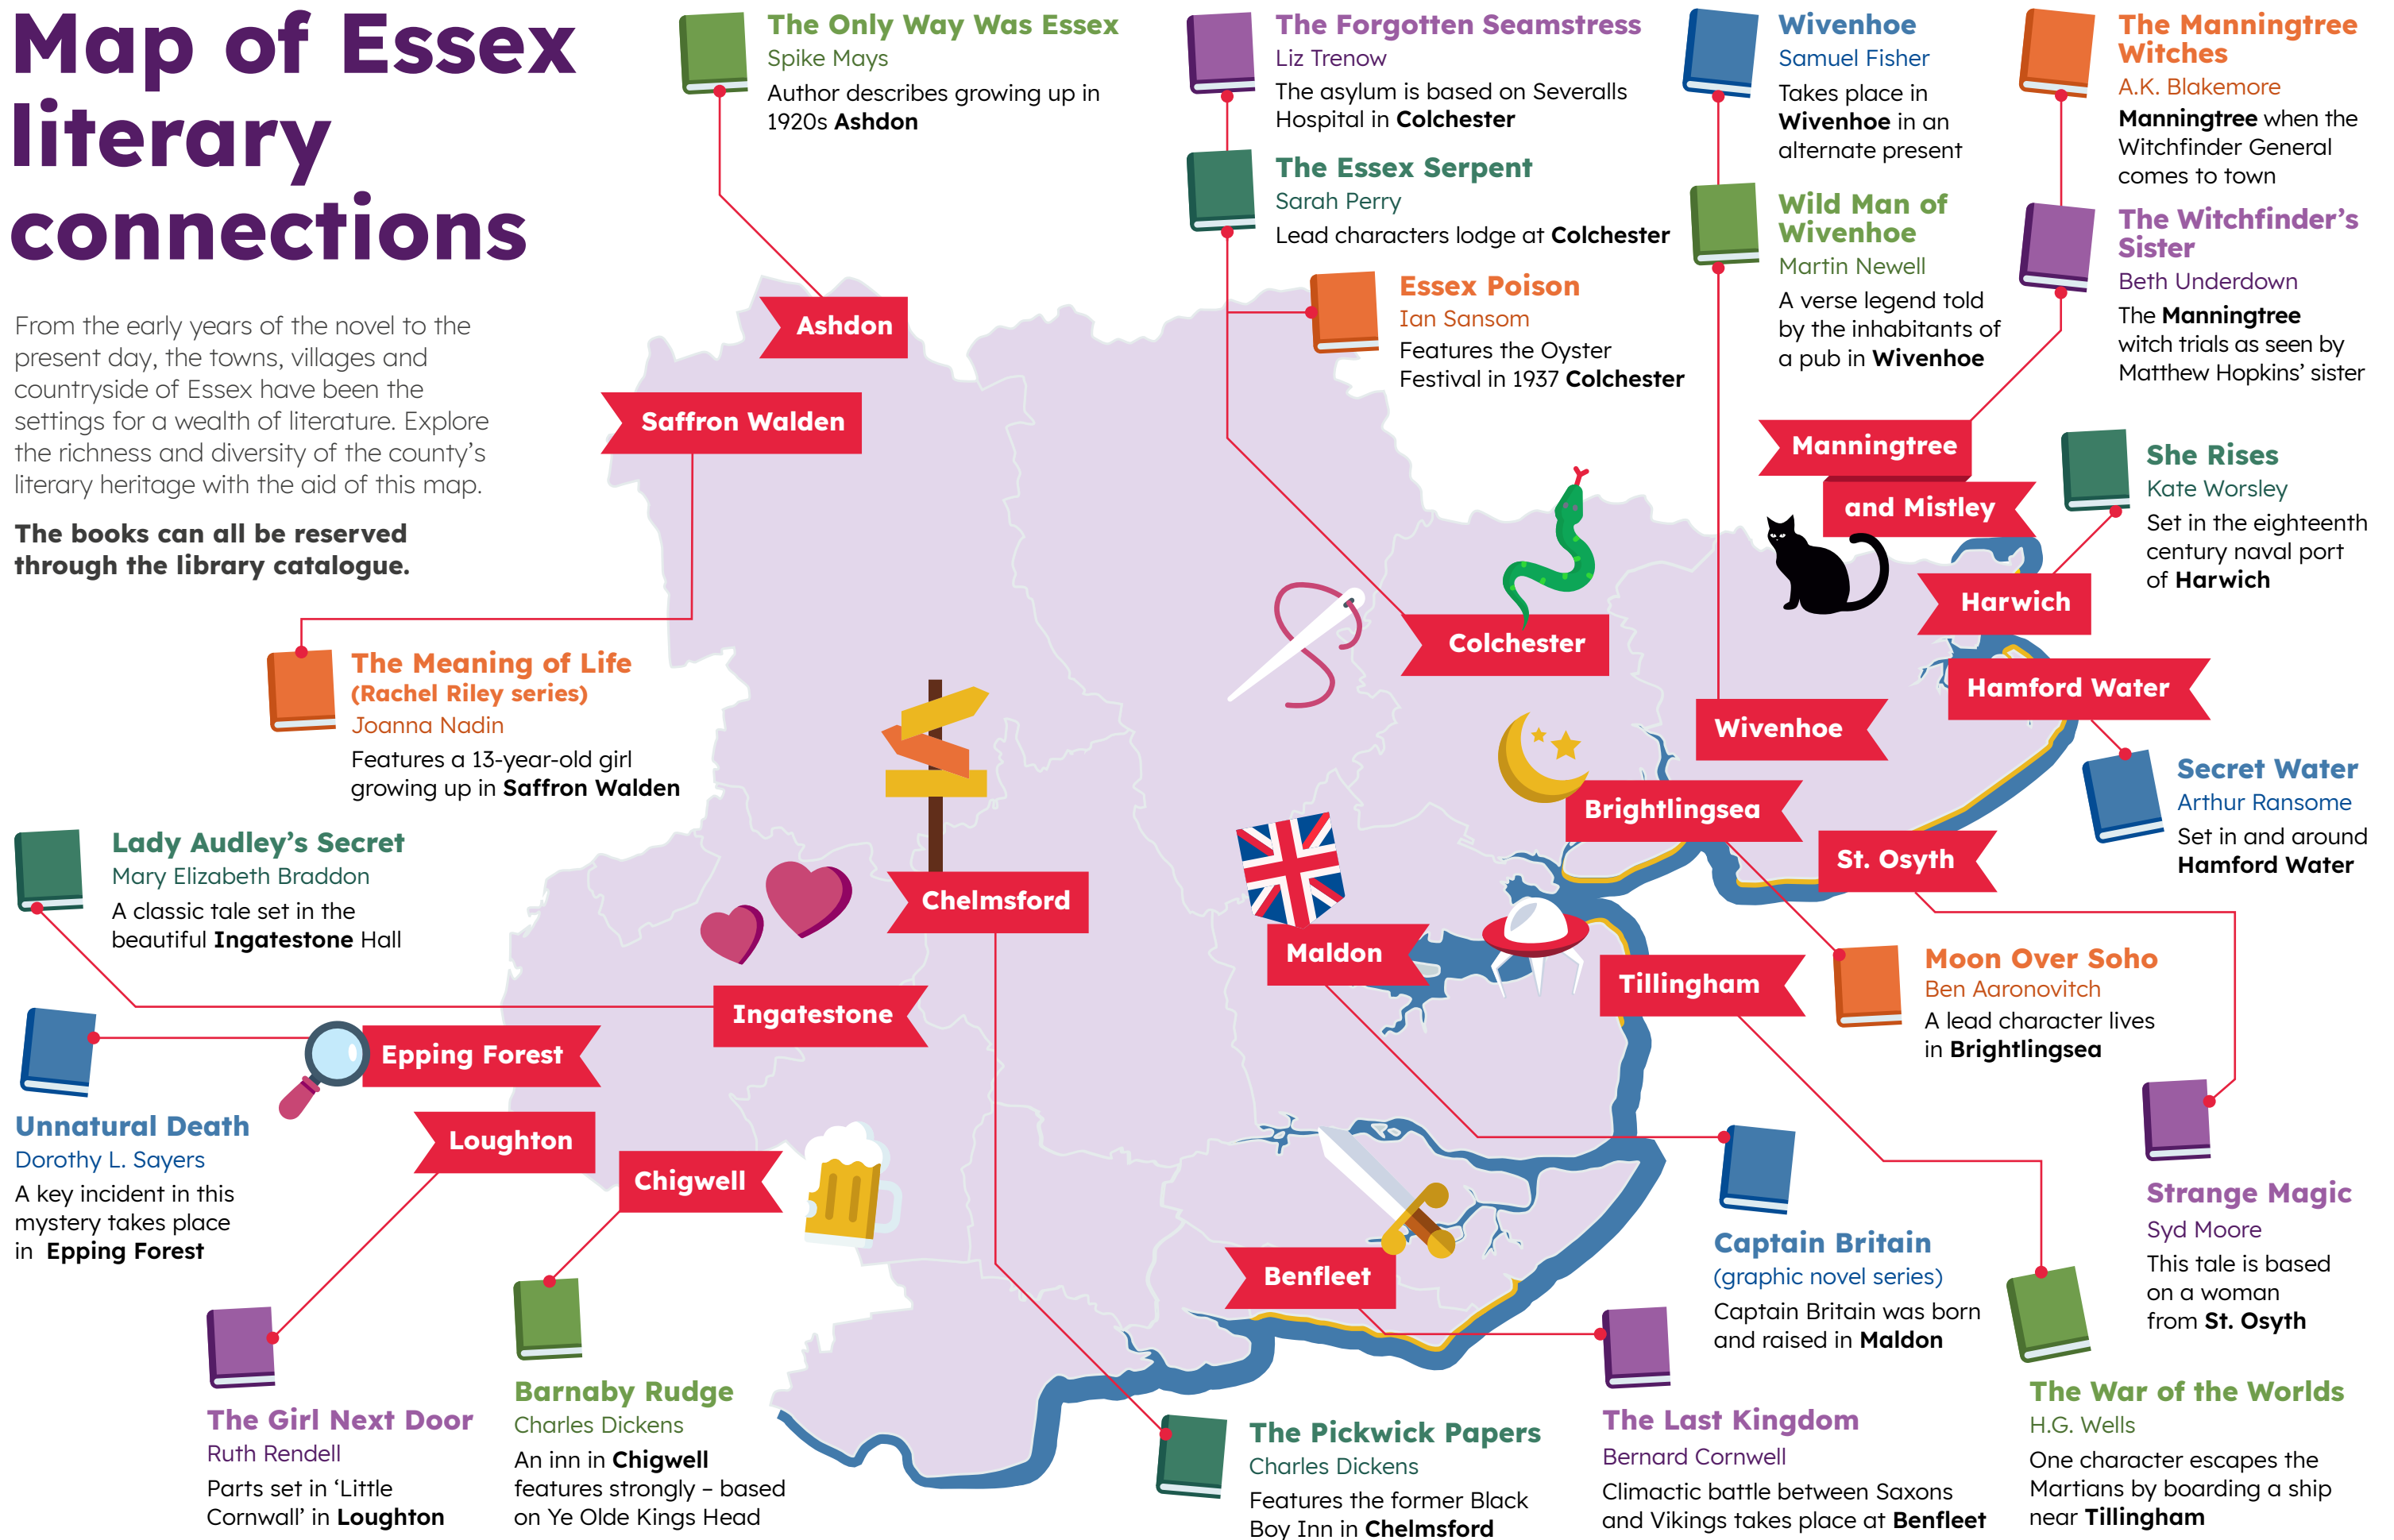 Map of Essex
literary
connections
From the early years of the novel to the
present day, the towns, villages and
countryside of Essex have been the
settings for a wealth of literature. Explore
the richness and diversity of the county’s
literary heritage with the aid of this map.
The books can all be reserved
through the library catalogue.
The Only Way Was Essex
Spike Mays
Author describes growing up in
1920s Ashdon
The Forgotten Seamstress
Liz Trenow
The asylum is based on Severalls
Hospital in Colchester
The Essex Serpent
Sarah Perry
Lead characters lodge at Colchester
Essex Poison
Ian Sansom
Features the Oyster
Festival in 1937 Colchester
Wivenhoe
Samuel Fisher
Takes place in
Wivenhoe in an
alternate present
Wild Man of
Wivenhoe
Martin Newell
A verse legend told
by the inhabitants of
a pub in Wivenhoe
The Manningtree
Witches
A.K. Blakemore
Manningtree when the
Witchfinder General
comes to town
The Witchfinder’s
Sister
Beth Underdown
The Manningtree
witch trials as seen by
Matthew Hopkins’ sister
She Rises
Kate Worsley
Set in the eighteenth
century naval port
of Harwich
Ashdon
Saffron Walden
Manningtree
and Mistley
Harwich
Colchester
Hamford Water
Wivenhoe
Brightlingsea
St. Osyth
Chelmsford
Maldon
Tillingham
Ingatestone
Epping Forest
Loughton
Chigwell
Benfleet
The Meaning of Life
(Rachel Riley series)
Joanna Nadin
Features a 13-year-old girl
growing up in Saffron Walden
Lady Audley’s Secret
Mary Elizabeth Braddon
A classic tale set in the
beautiful Ingatestone Hall
Unnatural Death
Dorothy L. Sayers
A key incident in this
mystery takes place
in Epping Forest
The Girl Next Door
Ruth Rendell
Parts set in ‘Little
Cornwall’ in Loughton
Barnaby Rudge
Charles Dickens
An inn in Chigwell
features strongly – based
on Ye Olde Kings Head
The Pickwick Papers
Charles Dickens
Features the former Black
Boy Inn in Chelmsford
The Last Kingdom
Bernard Cornwell
Climactic battle between Saxons
and Vikings takes place at Benfleet
Captain Britain
(graphic novel series)
Captain Britain was born
and raised in Maldon
Secret Water
Arthur Ransome
Set in and around
Hamford Water
Moon Over Soho
Ben Aaronovitch
A lead character lives
in Brightlingsea
Strange Magic
Syd Moore
This tale is based
on a woman
from St. Osyth
The War of the Worlds
H.G. Wells
One character escapes the
Martians by boarding a ship
near Tillingham